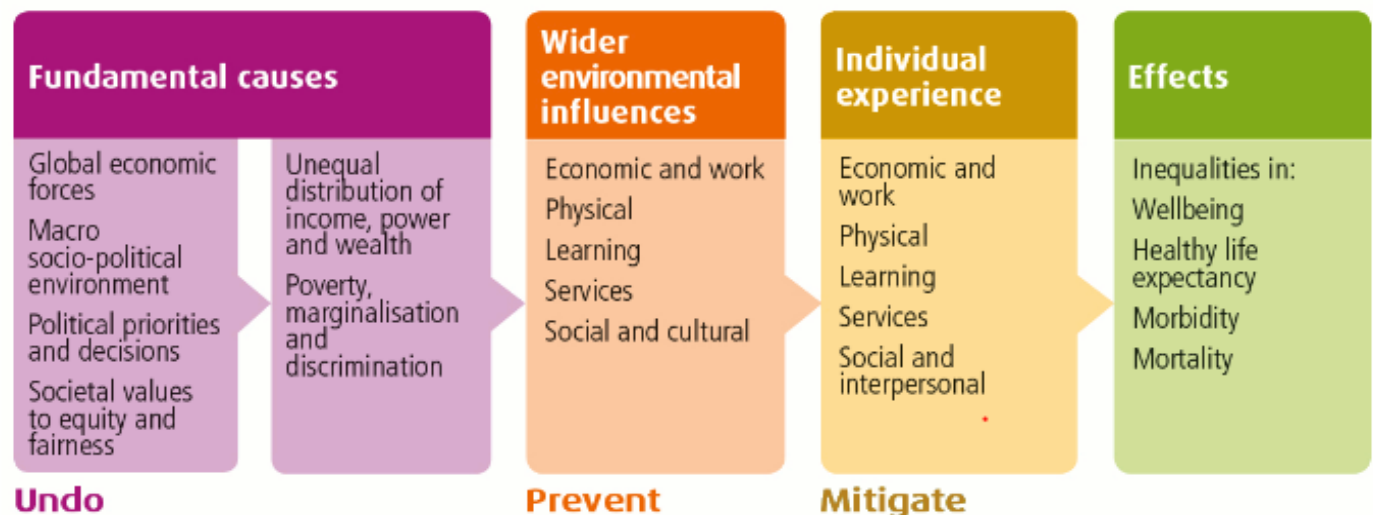 Fundamental causes
Global economic
forces
Macro
socio-political
environment
Political priorities
and decisions
Societal values
to equity and
fairness
Unequal
distribution of
income, power
and wealth
Poverty,
marginalisation
and
discrimination
Undo
Wider
environmental
influences
Economic and work
Physical
Learning
Services
Social and cultural
Prevent
Individual
experience
Economic and
work
Physical
Learning
Services
Social and
interpersonal
Mitigate
Effects
Inequalities in:
Wellbeing
Healthy life
expectancy
Morbidity
Mortality